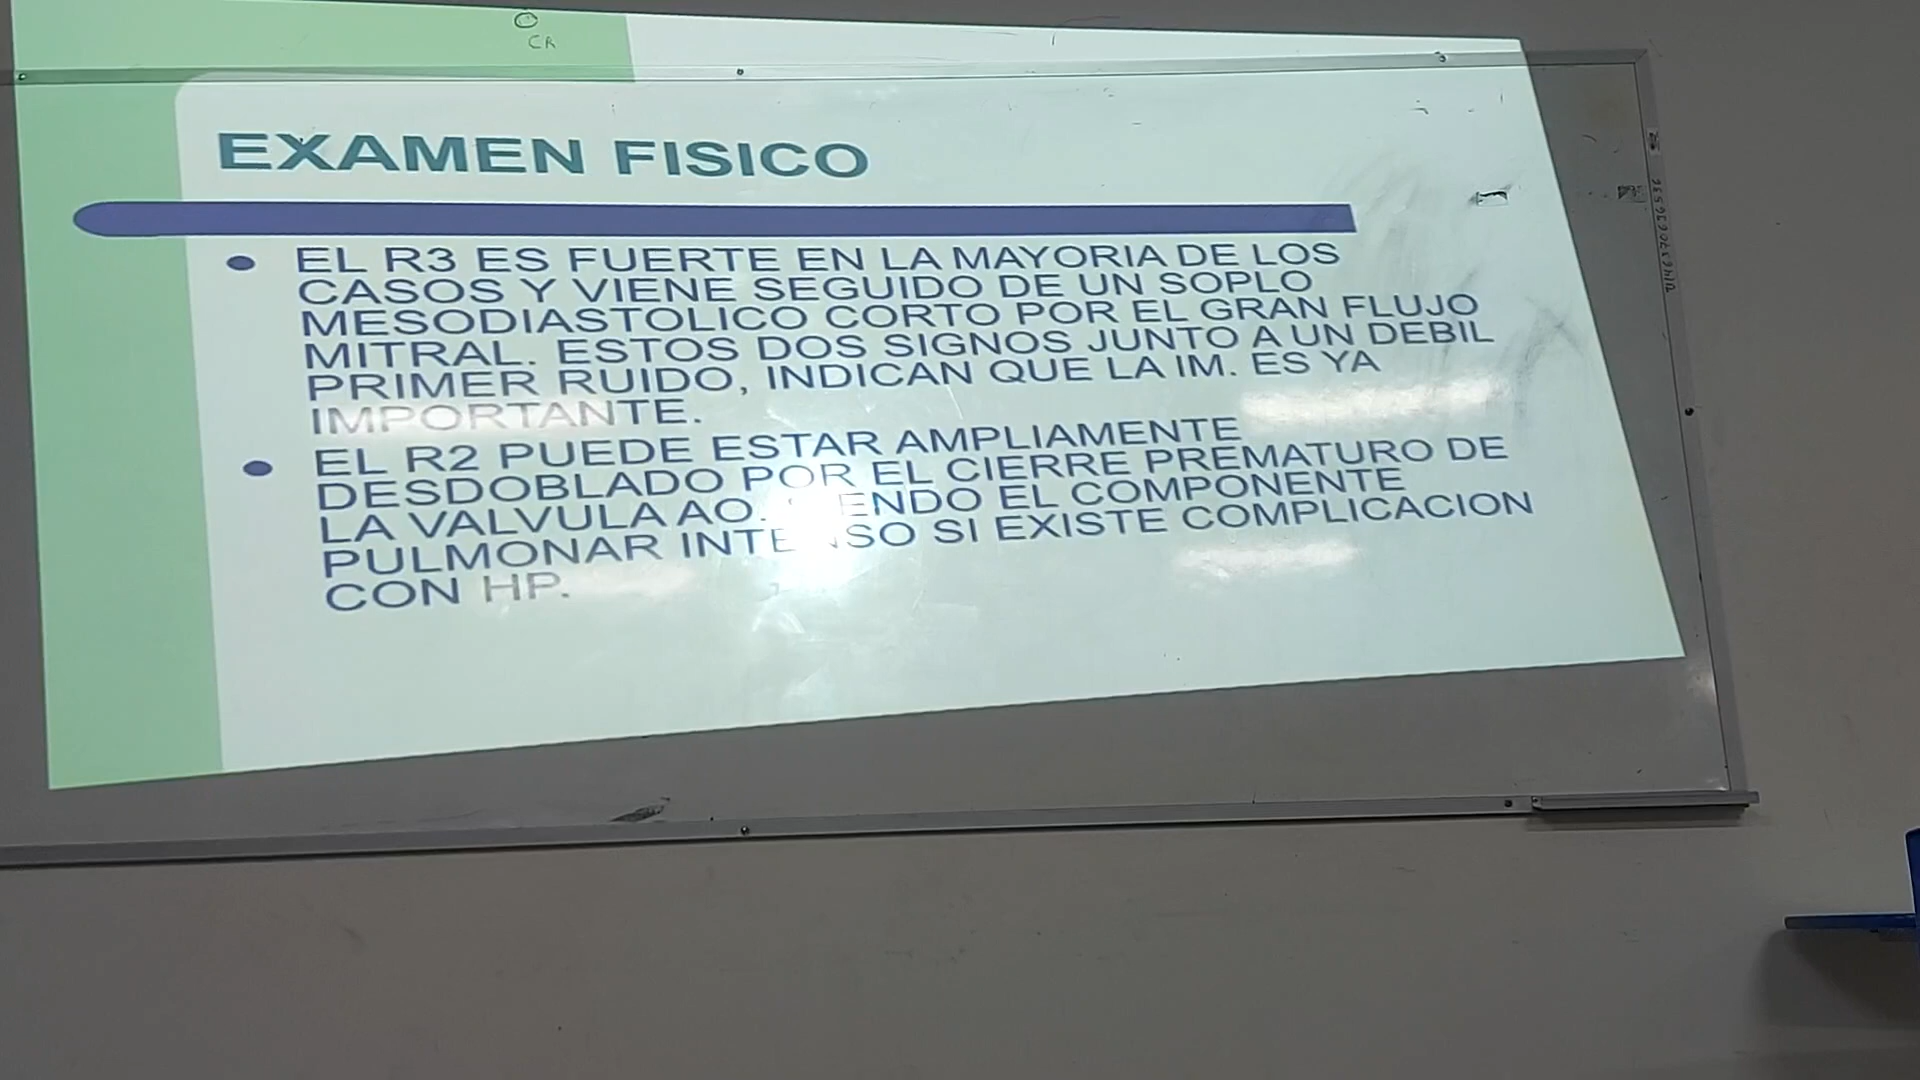 CR
EXAMEN FISICO
• EL R3 ES FUERTE EN LA MAYORIA DE LOS
CASOS Y VIENE SEGUIDO DE UN SOPLO
MESODIASTOLICO CORTO POR EL GRAN FLUJO
MITRAL. ESTOS DOS SIGNOS JUNTO A UN DEBIL
PRIMER RUIDO, INDICAN QUE LA IM. ES YA
IMPORTANTE.
• EL R2 PUEDE ESTAR AMPLIAMENTE
DESDOBLADO POR EL CIERRE PREMATURO DE
LA VALVULA AO. EL COMPONENTE
PULMONAR INTENSO SI EXISTE COMPLICACION
CON HP.